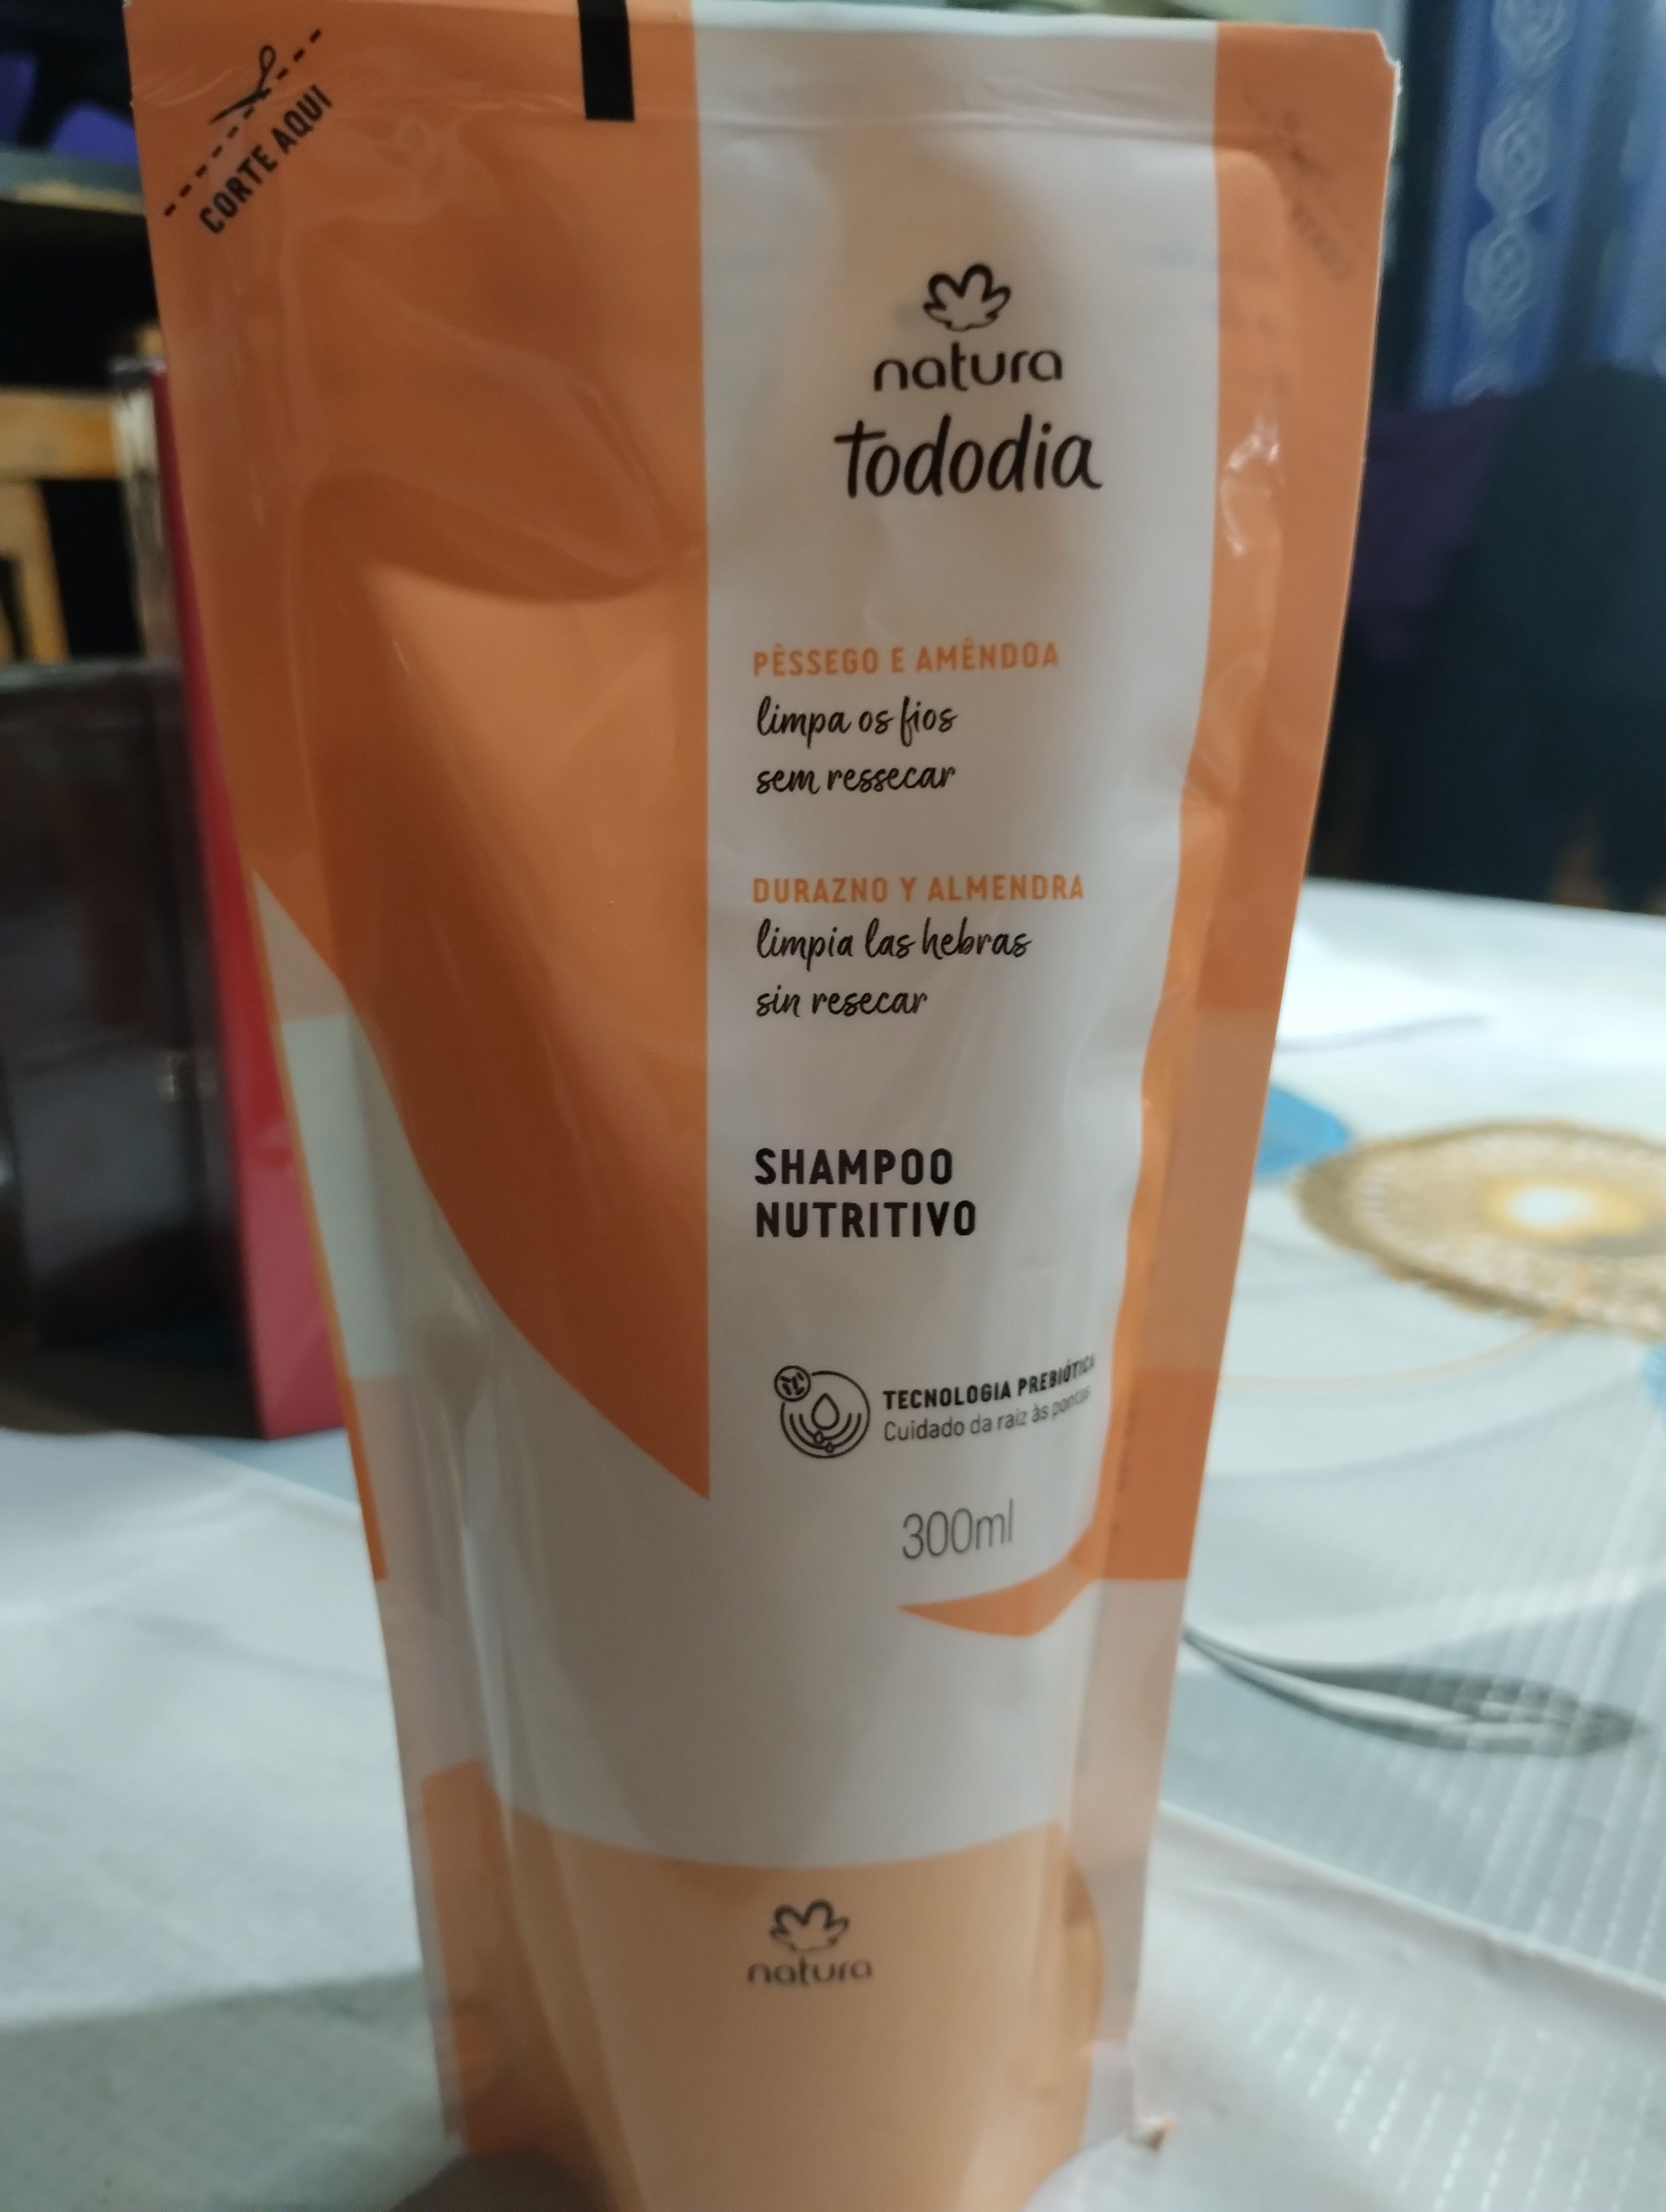 CORTE AQUI
natura
tododia
PÊSSEGO E AMÊNDOA
limpa os fios
sem ressecar
DURAZNO Y ALMENDRA
limpia las hebras
sin resecar
SHAMPOO
NUTRITIVO
TECNOLOGIA PREBIÓTICA
Cuidado da raiz às pontas
300ml
natura